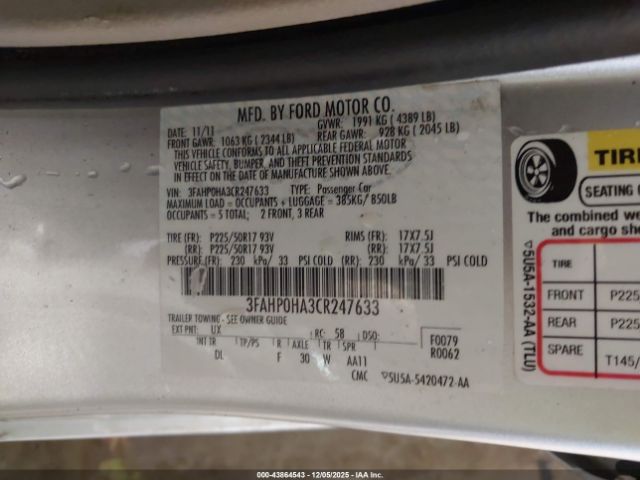 MFD. BY FORD MOTOR CO.
DATE: 11/11 GVWR: 1991 KG ( 4389 LB)
FRONT GAWR: 1063 KG ( 2344 LB) REAR GAWR: 928 KG ( 2045 LB)
THIS VEHICLE CONFORMS TO ALL APPLICABLE FEDERAL MOTOR
VEHICLE SAFETY, BUMPER, AND THEFT PREVENTION STANDARDS
IN EFFECT ON THE DATE OF MANUFACTURE SHOWN ABOVE.
VIN: 3FAHP0HA3CR247633 TYPE: Passenger Car
MAXIMUM LOAD = OCCUPANTS + LUGGAGE = 385KG/ 850LB
OCCUPANTS = 5 TOTAL; 2 FRONT, 3 REAR
TIRE (FR): P225/50R17 93V RIMS (FR): 17X7.5J
(RR): P225/50R17 93V (RR): 17X7.5J
PRESSURE (FR): 230 kPa/ 33 PSI COLD (RR): 230 kPa/ 33 PSI COLD
3FAHP0HA3CR247633
TRAILER TOWING - SEE OWNER GUIDE
EXT PNT: UX RC: 58 DSO: F0079
INT TR TP/PS R AXLE TR SPR R0062
DL F 30 W AA11
CMC 5U5A-5420472-AA
TIRE
SEATING
The combined we
and cargo sho
TIRE
FRONT P225
REAR P225
SPARE T145/
5U5A-1532-AA (TLU)
000-43864543 12/05/2025 IAA Inc.